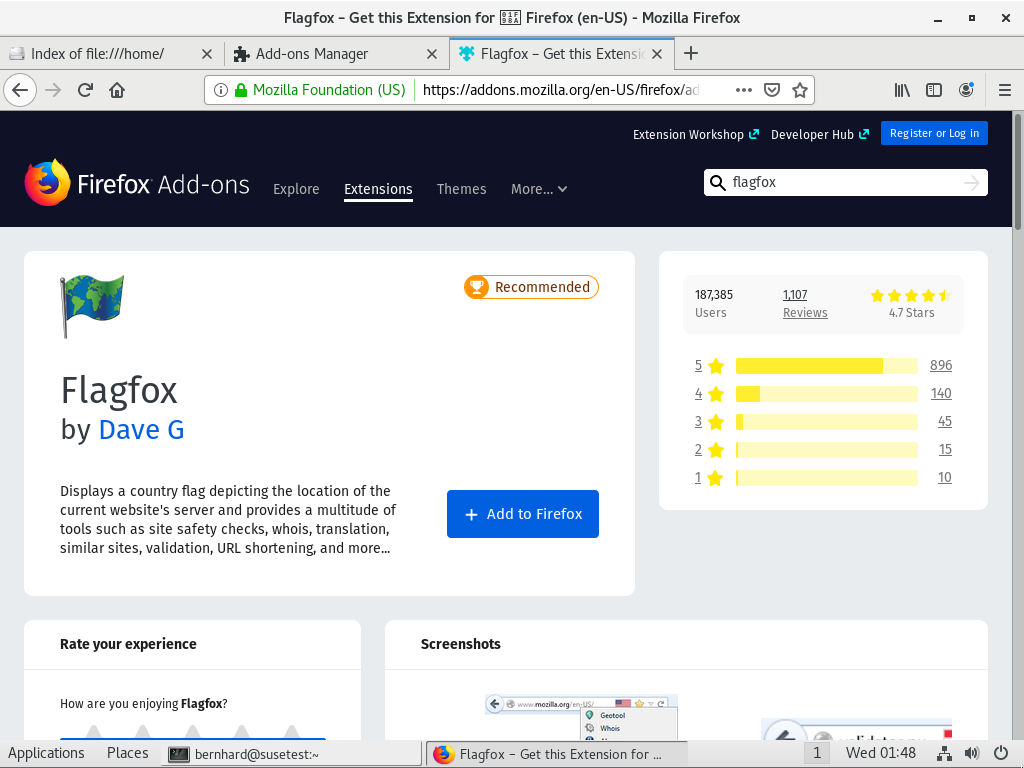 Flagfox – Get this Extension for 🦊 Firefox (en-US) - Mozilla Firefox
Index of file:///home/
Add-ons Manager
Flagfox – Get this Extensi
Mozilla Foundation (US)
https://addons.mozilla.org/en-US/firefox/ad
Extension Workshop
Developer Hub
Register or Log in
Firefox Add-ons
Explore
Extensions
Themes
More...
flagfox
Recommended
Flagfox
by Dave G
Displays a country flag depicting the location of the
current website's server and provides a multitude of
tools such as site safety checks, whois, translation,
similar sites, validation, URL shortening, and more...
Add to Firefox
187,385
Users
1,107
Reviews
4.7 Stars
5 896
4 140
3 45
2 15
1 10
Rate your experience
How are you enjoying Flagfox?
Screenshots
www.mozilla.org/en-US/
Geotool
Whois
Applications
Places
bernhard@susetest:~
Flagfox – Get this Extension for ...
1
Wed 01:48